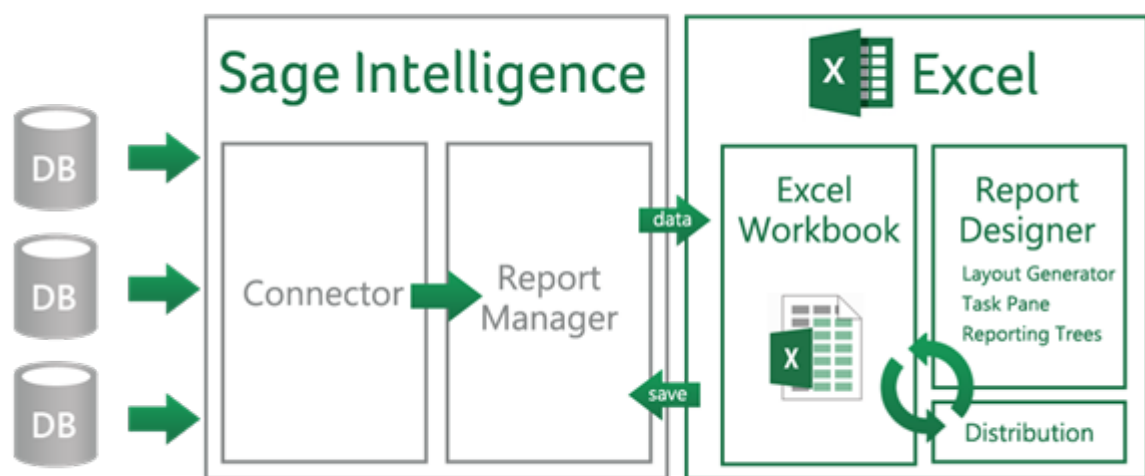 Sage Intelligence
DB
DB
DB
Connector
Report
Manager
data
save
X Excel
Excel
Workbook
X
Report
Designer
Layout Generator
Task Pane
Reporting Trees
Distribution